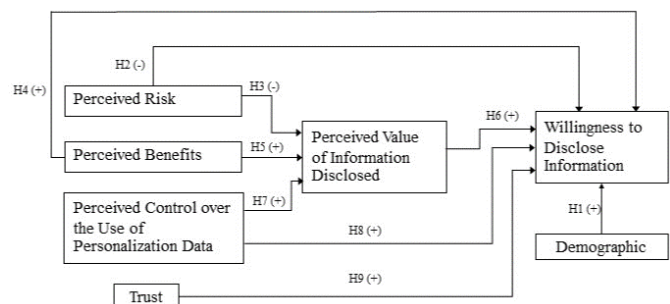 H2 (-)
H4 (+)
H3 (-)
Perceived Risk
H6 (+)
Willingness to
Disclose
Information
Perceived Value
of Information
Disclosed
H5 (+)
Perceived Benefits
H7 (+)
Perceived Control over
the Use of
Personalization Data
H8 (+)
H1 (+)
Demographic
H9 (+)
Trust